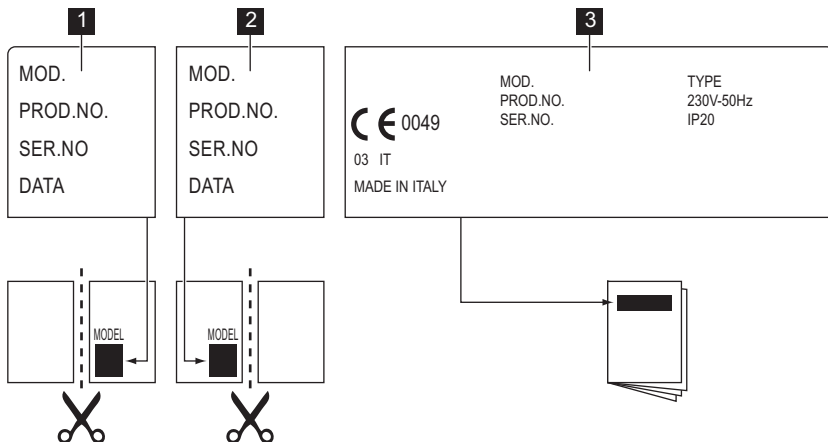 1
2
3
MOD.
PROD.NO.
SER.NO
DATA
MOD.
PROD.NO.
SER.NO
DATA
MOD. TYPE
PROD.NO. 230V-50Hz
SER.NO. IP20
CE 0049
03 IT
MADE IN ITALY
MODEL
MODEL